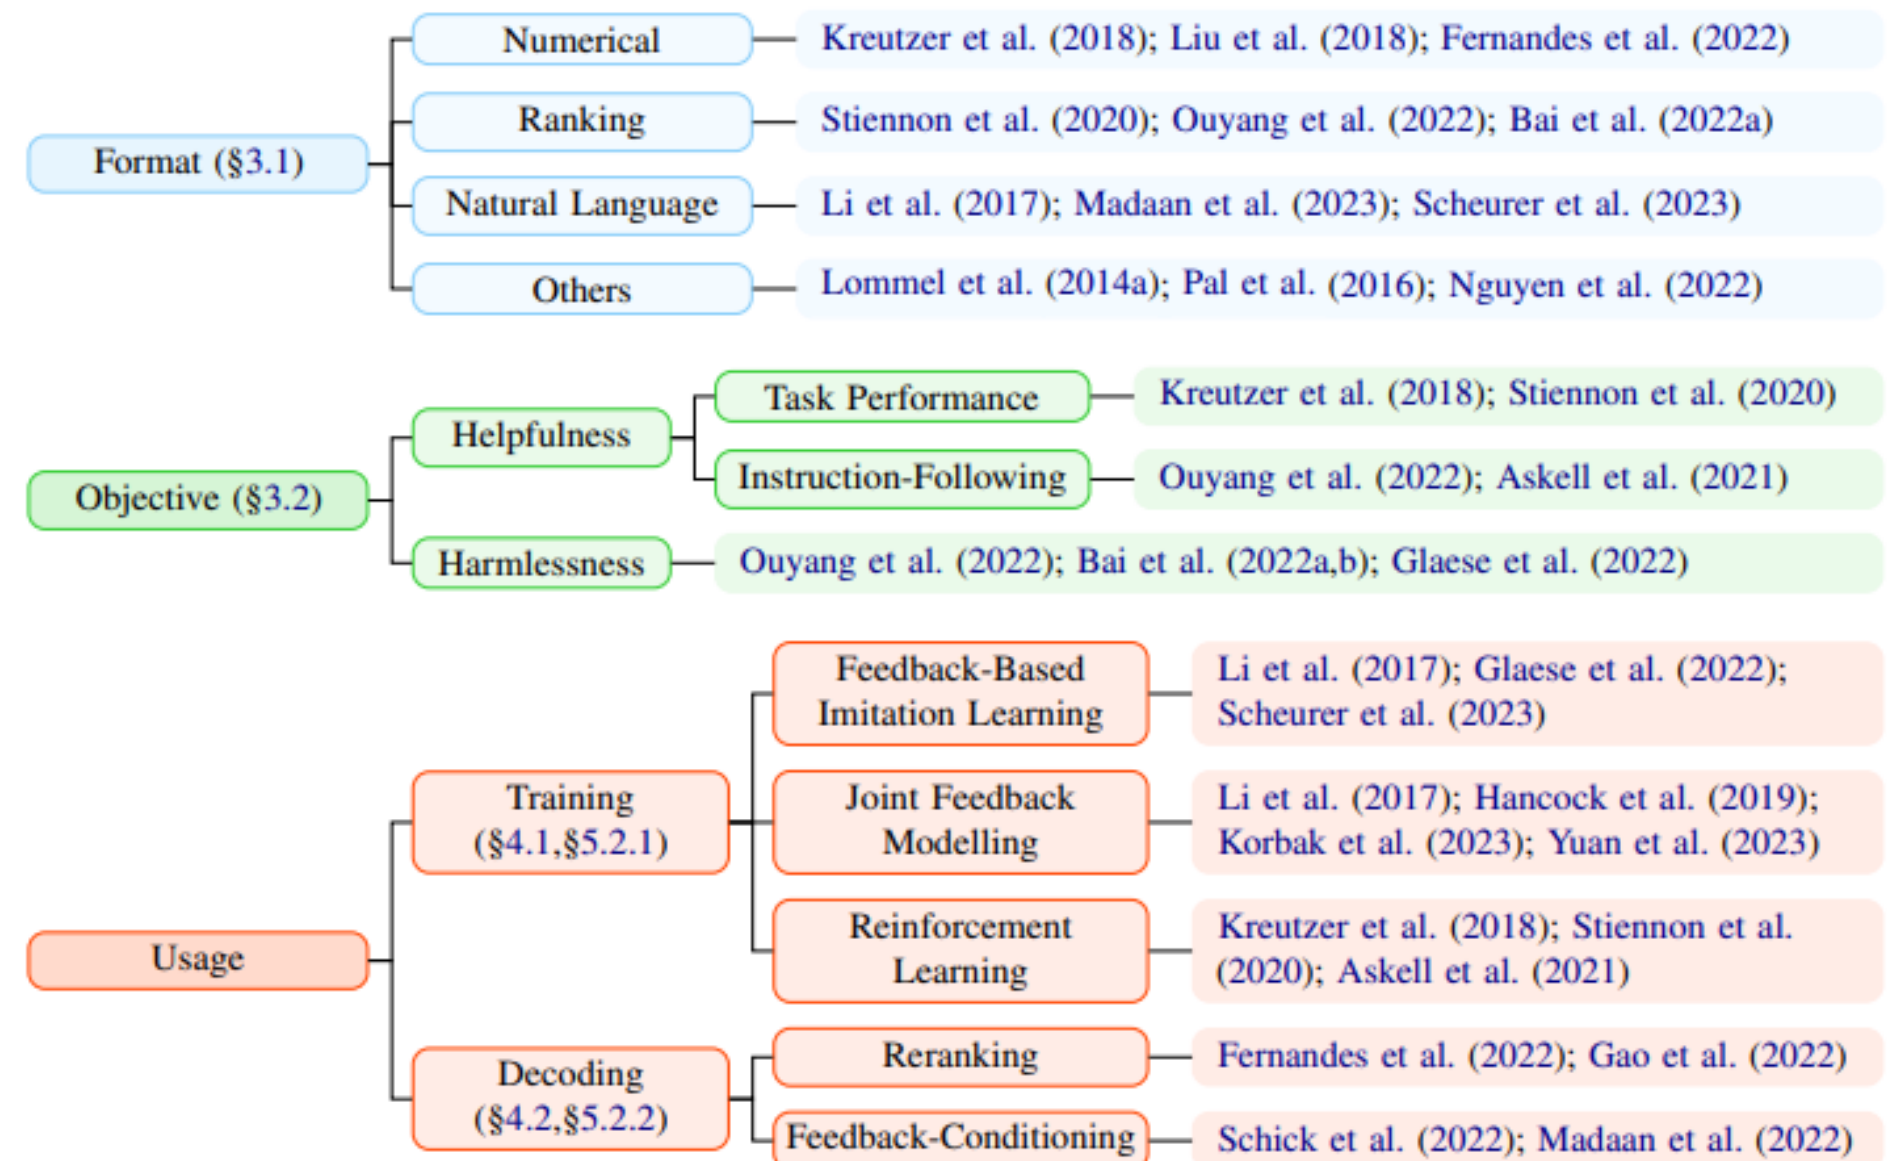 Numerical
Kreutzer et al. (2018); Liu et al. (2018); Fernandes et al. (2022)
Ranking
Stiennon et al. (2020); Ouyang et al. (2022); Bai et al. (2022a)
Format (§3.1)
Natural Language
Li et al. (2017); Madaan et al. (2023); Scheurer et al. (2023)
Others
Lommel et al. (2014a); Pal et al. (2016); Nguyen et al. (2022)
Task Performance
Kreutzer et al. (2018); Stiennon et al. (2020)
Helpfulness
Instruction-Following
Ouyang et al. (2022); Askell et al. (2021)
Objective (§3.2)
Harmlessness
Ouyang et al. (2022); Bai et al. (2022a,b); Glaese et al. (2022)
Feedback-Based
Imitation Learning
Li et al. (2017); Glaese et al. (2022);
Scheurer et al. (2023)
Training
(§4.1,§5.2.1)
Joint Feedback
Modelling
Li et al. (2017); Hancock et al. (2019);
Korbak et al. (2023); Yuan et al. (2023)
Reinforcement
Learning
Kreutzer et al. (2018); Stiennon et al.
(2020); Askell et al. (2021)
Usage
Decoding
(§4.2,§5.2.2)
Reranking
Fernandes et al. (2022); Gao et al. (2022)
Feedback-Conditioning
Schick et al. (2022); Madaan et al. (2022)